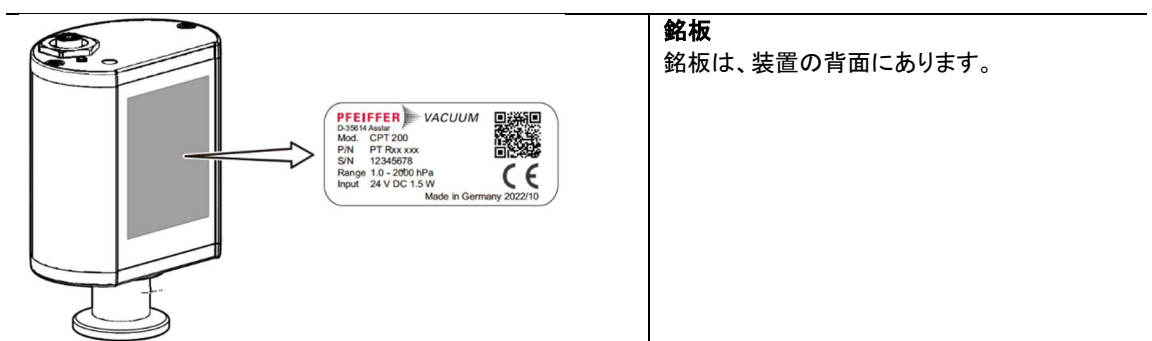 PFEIFFER VACUUM
D-35614 Asslar
Mod. CPT 200
P/N PT Rxx xxx
S/N 12345678
Range 1.0 - 2000 hPa
Input 24 V DC 1.5 W
CE
Made in Germany 2022/10
銘板
銘板は、装置の背面にあります。